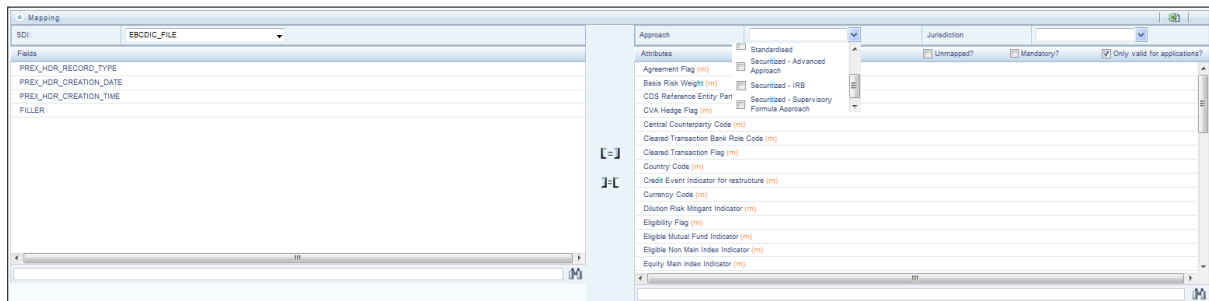 Mapping
SDI: EBCDIC_FILE
Fields
PREX_HDR_RECORD_TYPE
PREX_HDR_CREATION_DATE
PREX_HDR_CREATION_TIME
FILLER
[=]
]=[
Approach Jurisdiction
Attributes Unmapped? Mandatory? Only valid for applications?
Standardised
Securitized - Advanced
Approach
Securitized - IRB
Securitized - Supervisory
Formula Approach
Agreement Flag (m)
Basis Risk Weight (m)
CDS Reference Entity Part
CVA Hedge Flag (m)
Central Counterparty Code (m)
Cleared Transaction Bank Role Code (m)
Cleared Transaction Flag (m)
Country Code (m)
Credit Event Indicator for restructure (m)
Currency Code (m)
Dilution Risk Mitigant Indicator (m)
Eligibility Flag (m)
Eligible Mutual Fund Indicator (m)
Eligible Non Main Index Indicator (m)
Equity Main index Indicator (m)